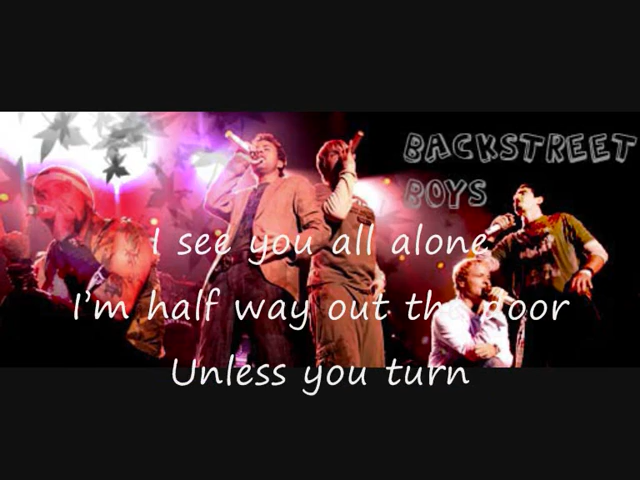 BACKSTREET
BOYS
I see you all alone
I'm half way out the door
Unless you turn